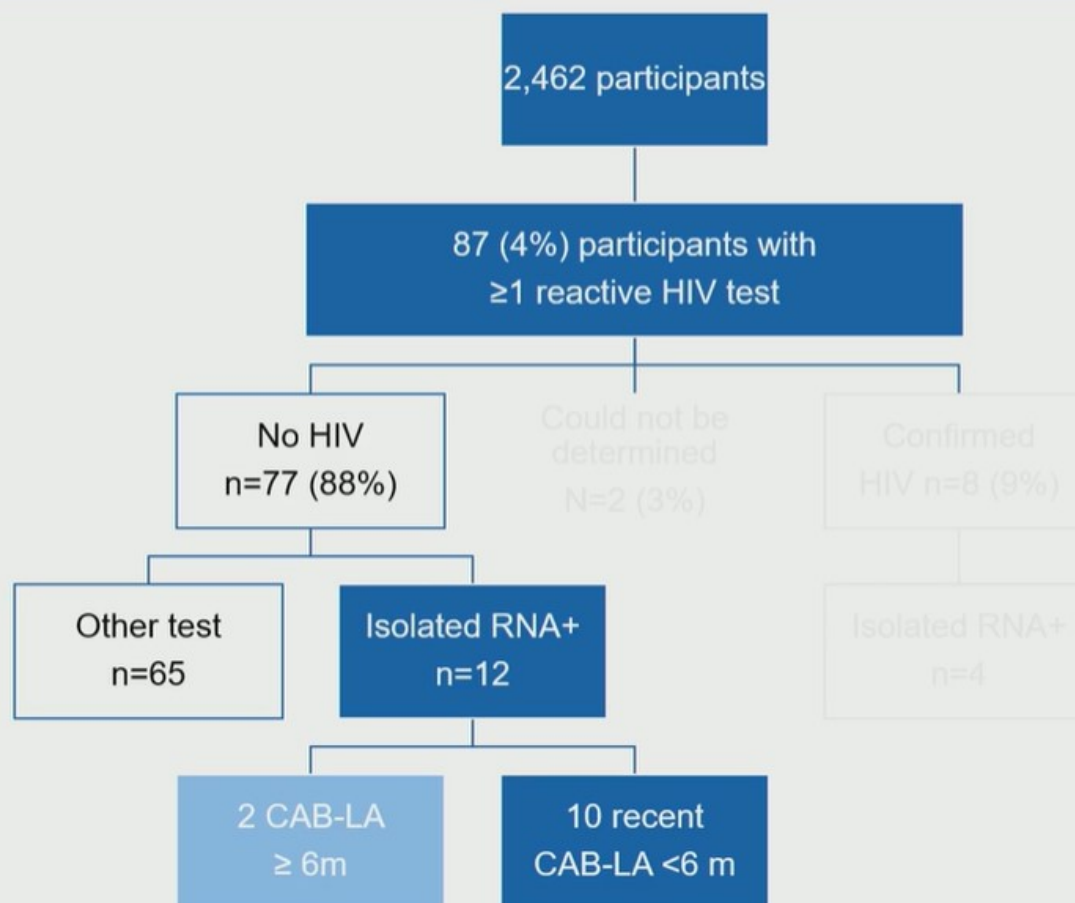 2,462 participants
87 (4%) participants with
≥1 reactive HIV test
No HIV
n=77 (88%)
Could not be
determined
N=2 (3%)
Confirmed
HIV n=8 (9%)
Other test
n=65
Isolated RNA+
n=12
Isolated RNA+
n=4
2 CAB-LA
≥ 6m
10 recent
CAB-LA <6 m